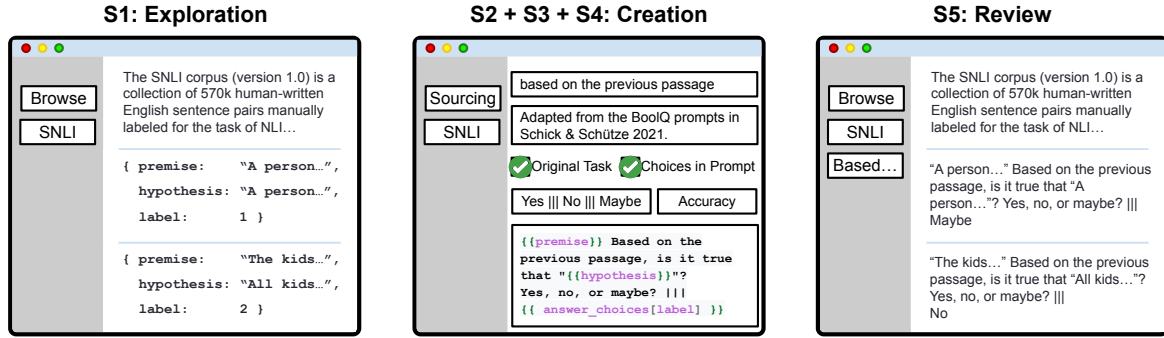 S1: Exploration
Browse
SNLI
The SNLI corpus (version 1.0) is a
collection of 570k human-written
English sentence pairs manually
labeled for the task of NLI…
{ premise: “A person…”,
hypothesis: “A person…”,
label: 1 }
{ premise: “The kids…”,
hypothesis: “All kids…”,
label: 2 }
S2 + S3 + S4: Creation
Sourcing
SNLI
based on the previous passage
Adapted from the BoolQ prompts in
Schick & Schütze 2021.
Original Task Choices in Prompt
Yes ||| No ||| Maybe Accuracy
{{premise}} Based on the
previous passage, is it true
that "{{hypothesis}}"?
Yes, no, or maybe? |||
{{ answer_choices[label] }}
S5: Review
Browse
SNLI
Based…
The SNLI corpus (version 1.0) is a
collection of 570k human-written
English sentence pairs manually
labeled for the task of NLI…
“A person…” Based on the previous
passage, is it true that “A
person…”? Yes, no, or maybe? |||
Maybe
“The kids…” Based on the previous
passage, is it true that “All kids…”?
Yes, no, or maybe? |||
No